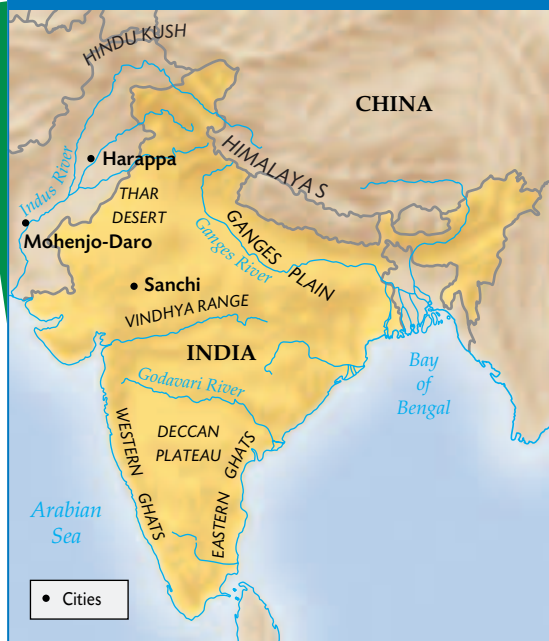 HINDU KUSH
CHINA
Harappa
Indus River
HIMALAYAS
THAR
DESERT
Mohenjo-Daro
GANGES PLAIN
Ganges River
Sanchi
VINDHYA RANGE
INDIA
Bay
of
Bengal
Godavari River
WESTERN GHATS
DECCAN
PLATEAU
EASTERN GHATS
Arabian
Sea
Cities